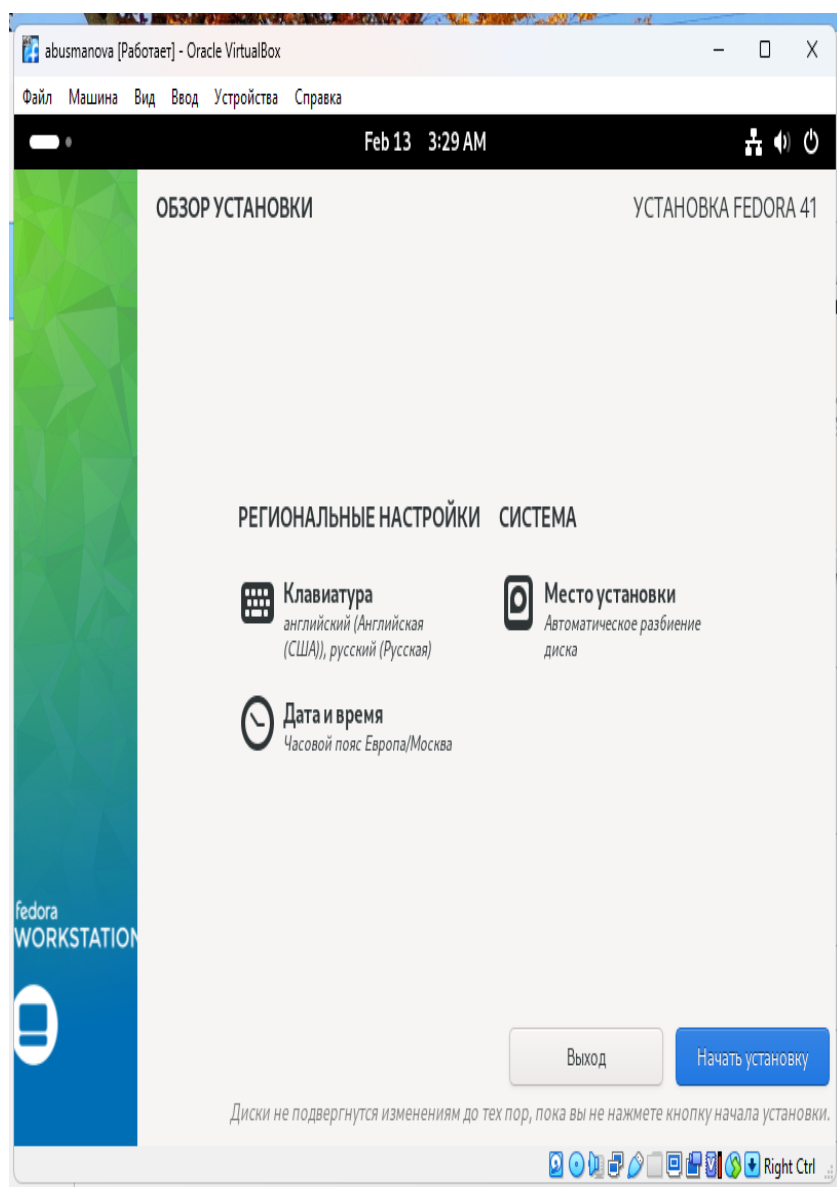 abusmanova [Работает] - Oracle VirtualBox
Файл Машина Вид Ввод Устройства Справка
Feb 13 3:29 AM
ОБЗОР УСТАНОВКИ
УСТАНОВКА FEDORA 41
РЕГИОНАЛЬНЫЕ НАСТРОЙКИ
СИСТЕМА
Клавиатура
английский (Английская
(США)), русский (Русская)
Место установки
Автоматическое разбиение
диска
Дата и время
Часовой пояс Европа/Москва
fedora
WORKSTATION
Выход
Начать установку
Диски не подвергнутся изменениям до тех пор, пока вы не нажмете кнопку начала установки.
Right Ctrl